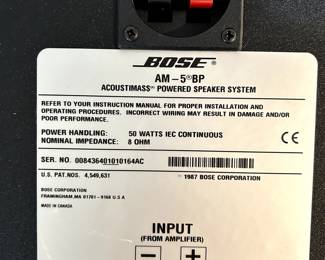 BOSE®
AM-5®BP
ACOUSTIMASS® POWERED SPEAKER SYSTEM
REFER TO YOUR INSTRUCTION MANUAL FOR PROPER INSTALLATION AND
OPERATING PROCEDURES. INCORRECT WIRING MAY RESULT IN DAMAGE AND/OR
POOR PERFORMANCE.
POWER HANDLING: 50 WATTS IEC CONTINUOUS
NOMINAL IMPEDANCE: 8 OHM
CE
SER. NO. 008436401010164AC
U.S. PAT.NOS. 4,549,631
©1987 BOSE CORPORATION
BOSE CORPORATION
FRAMINGHAM, MA 01701-9168 U S A
MADE IN CANADA
INPUT
(FROM AMPLIFIER)
− +